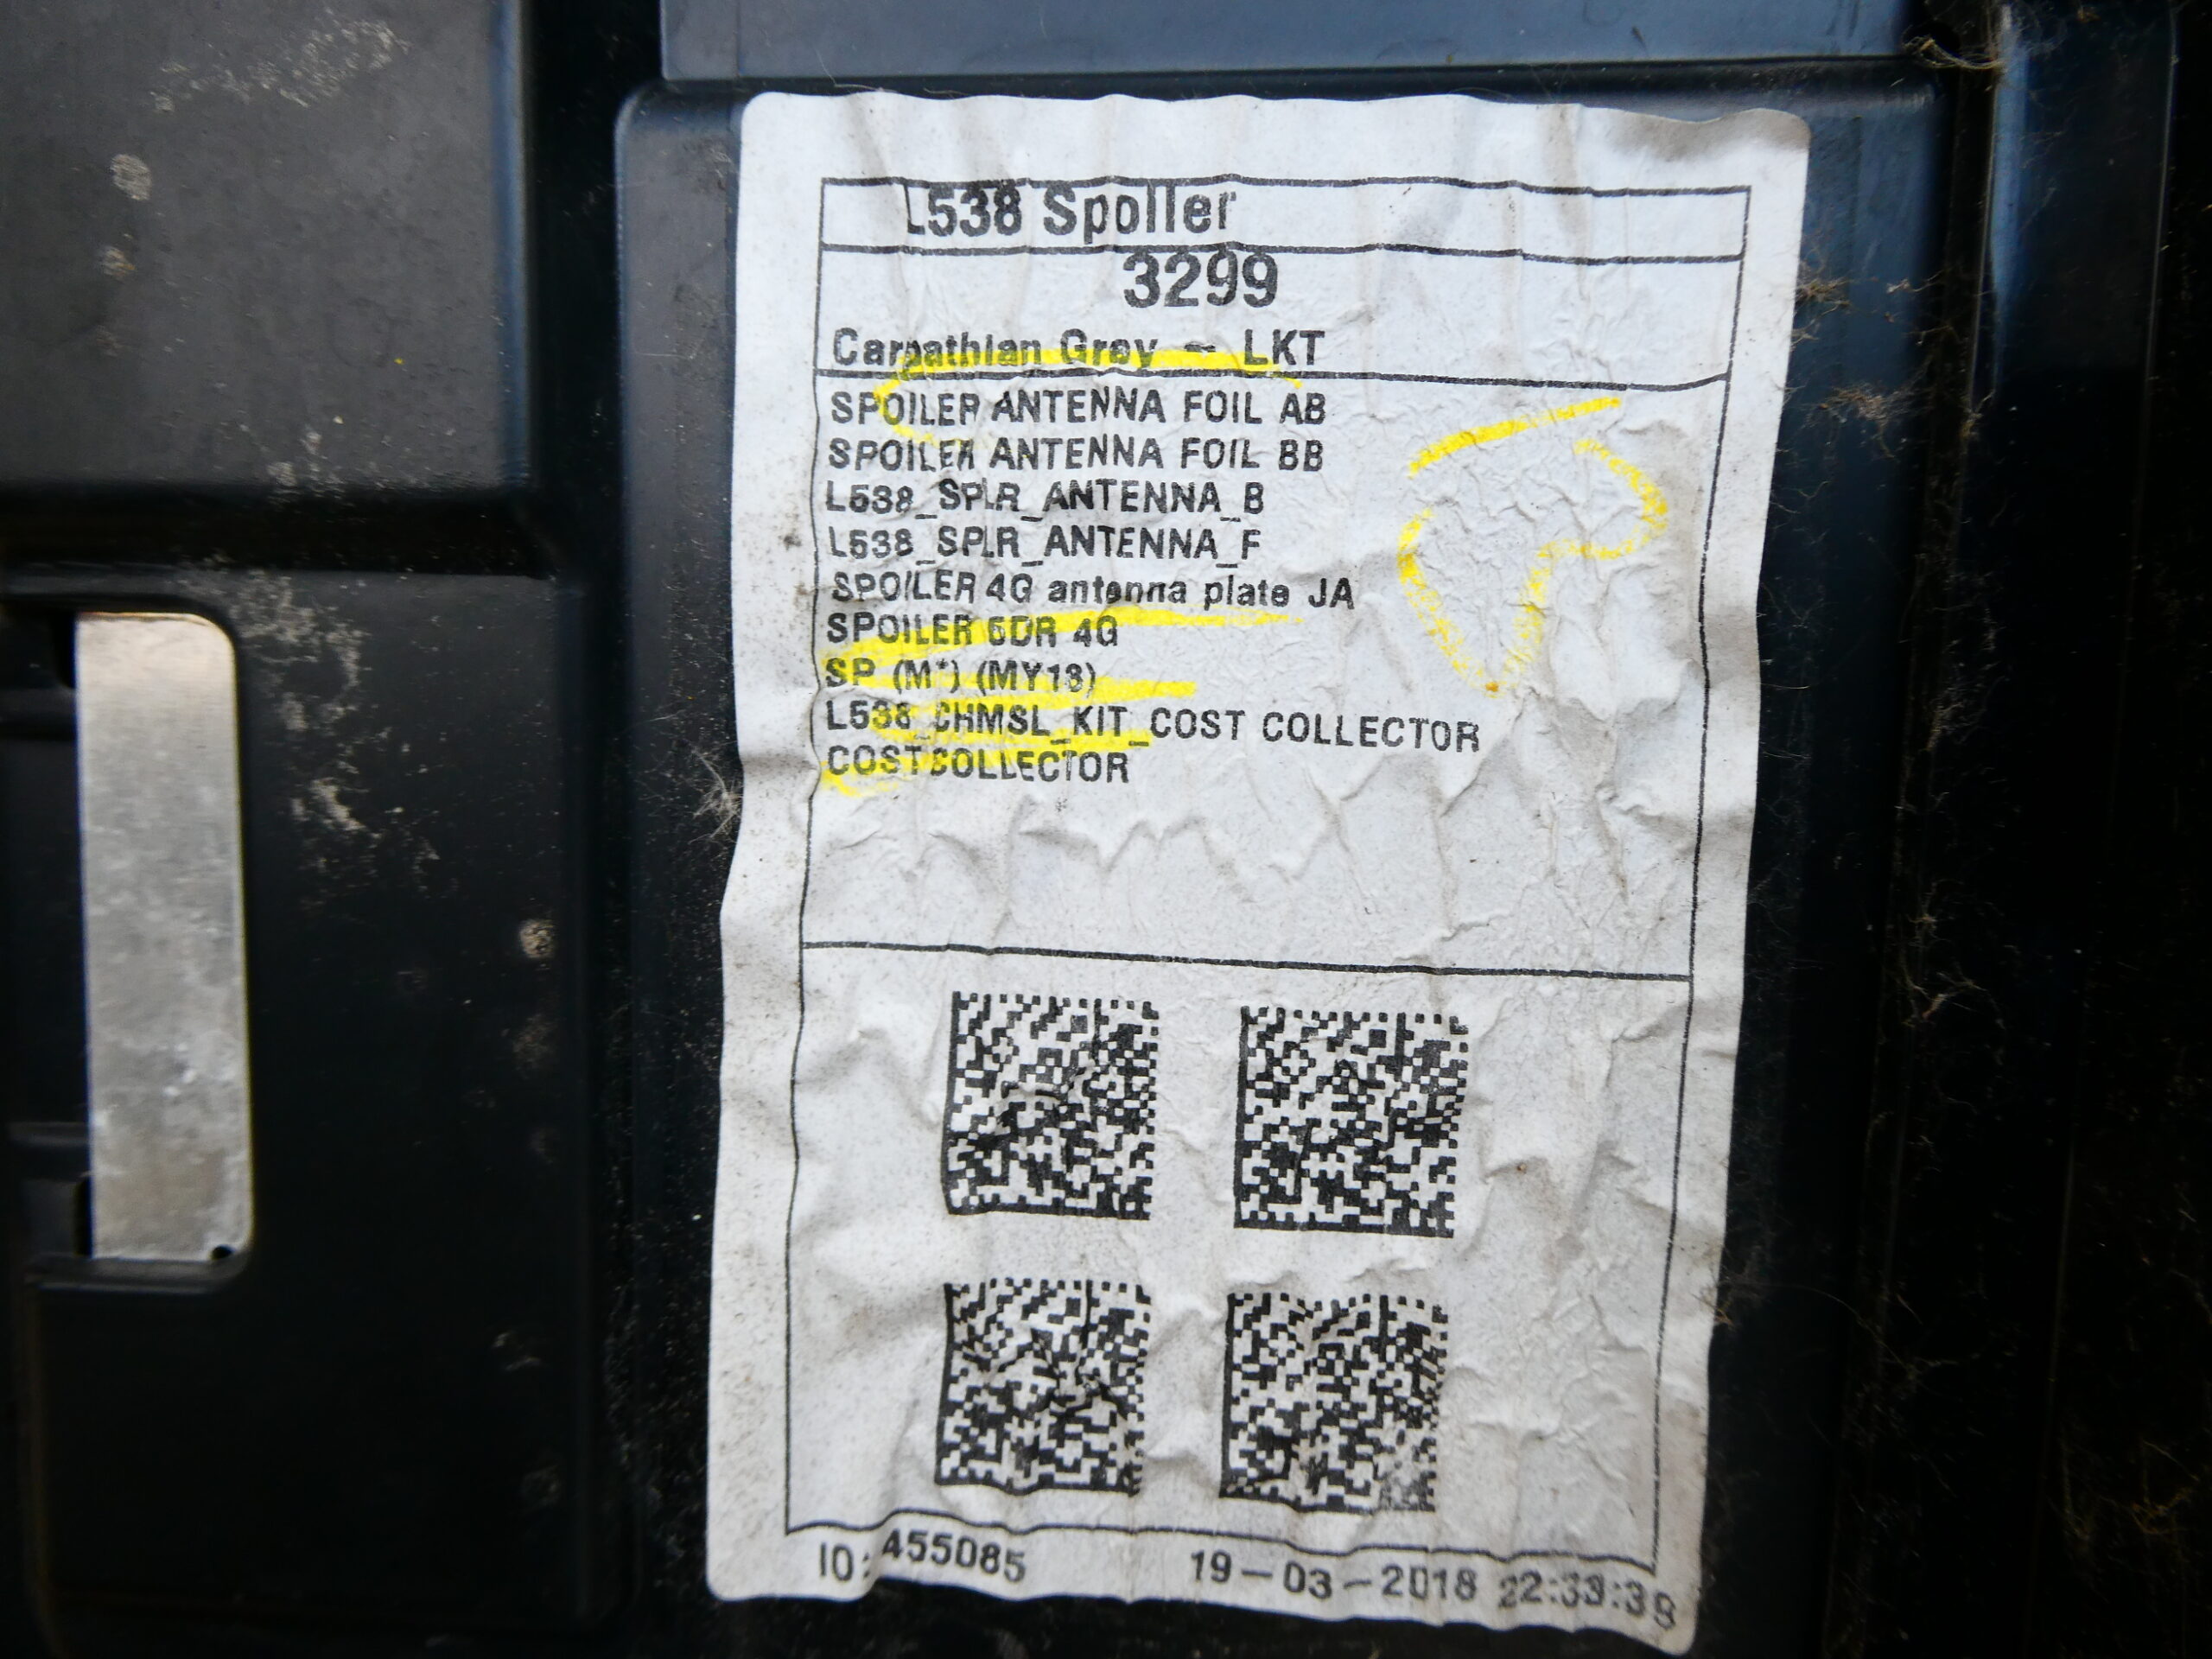 L538 Spoiler
3299
Carpathian Grey - LKT
SPOILER ANTENNA FOIL AB
SPOILER ANTENNA FOIL BB
L538_SPLR_ANTENNA_B
L538_SPLR_ANTENNA_F
SPOILER 4G antenna plate JA
SPOILER 5DR 4G
SP (M*) (MY18)
L538_CHMSL_KIT_COST COLLECTOR
COST COLLECTOR
ID: 455085 19-03-2018 22:33:39